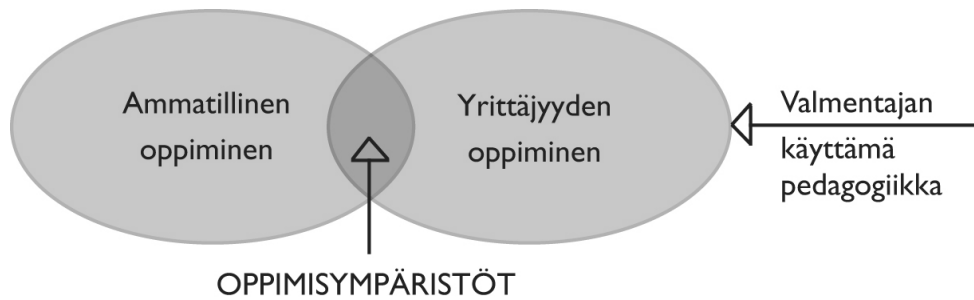 Ammatillinen
oppiminen
Yrittäjyyden
oppiminen
Valmentajan
käyttämä
pedagogiikka
OPPIMISYMPÄRISTÖT